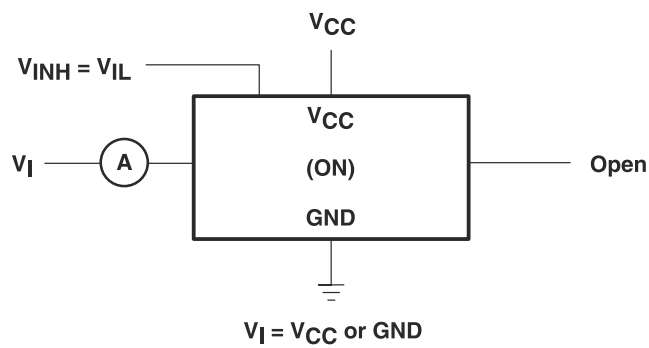 VCC
VINH = VIL
VCC
VI
A
(ON)
Open
GND
VI = VCC or GND